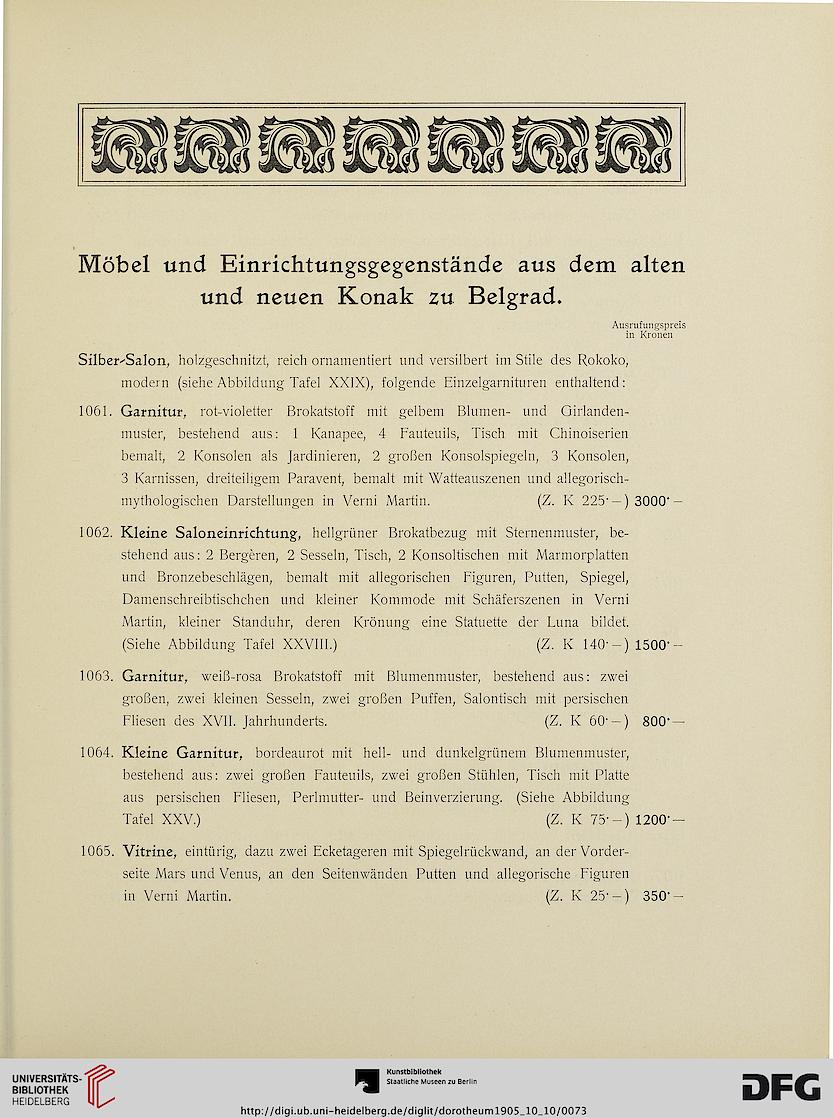 Möbel und Einrichtungsgegenstände aus dem alten
und neuen Konak zu Belgrad.
Ausrufungspreis
in Kronen
Silber-Salon, holzgeschnitzt, reich ornamentiert und versilbert im Stile des Rokoko,
modern (siehe Abbildung Tafel XXIX), folgende Einzelgarnituren enthaltend:
1061. Garnitur, rot-violetter Brokatstoff mit gelbem Blumen- und Girlanden-
muster, bestehend aus: 1 Kanapee, 4 Fauteuils, Tisch mit Chinoiserien
bemalt, 2 Konsolen als Jardinieren, 2 großen Konsolspiegeln, 3 Konsolen,
3 Karnissen, dreiteiligem Paravent, bemalt mit Watteauszenen und allegorisch-
mythologischen Darstellungen in Verni Martin. (Z. K 225·—) 3000·—
1062. Kleine Saloneinrichtung, hellgrüner Brokatbezug mit Sternenmuster, be-
stehend aus: 2 Bergèren, 2 Sesseln, Tisch, 2 Konsoltischen mit Marmorplatten
und Bronzebeschlägen, bemalt mit allegorischen Figuren, Putten, Spiegel,
Damenschreibtischchen und kleiner Kommode mit Schäferszenen in Verni
Martin, kleiner Standuhr, deren Krönung eine Statuette der Luna bildet.
(Siehe Abbildung Tafel XXVIII.) (Z. K 140·—) 1500·—
1063. Garnitur, weiß-rosa Brokatstoff mit Blumenmuster, bestehend aus: zwei
großen, zwei kleinen Sesseln, zwei großen Puffen, Salontisch mit persischen
Fliesen des XVII. Jahrhunderts. (Z. K 60·—) 800·—
1064. Kleine Garnitur, bordeaurot mit hell- und dunkelgrünem Blumenmuster,
bestehend aus: zwei großen Fauteuils, zwei großen Stühlen, Tisch mit Platte
aus persischen Fliesen, Perlmutter- und Beinverzierung. (Siehe Abbildung
Tafel XXV.) (Z. K 75·—) 1200·—
1065. Vitrine, eintürig, dazu zwei Ecketageren mit Spiegelrückwand, an der Vorder-
seite Mars und Venus, an den Seitenwänden Putten und allegorische Figuren
in Verni Martin. (Z. K 25·—) 350·—
UNIVERSITÄTS-
BIBLIOTHEK
HEIDELBERG
Kunstbibliothek
Staatliche Museen zu Berlin
http://digi.ub.uni-heidelberg.de/diglit/dorotheum1905_10_10/0073
DFG